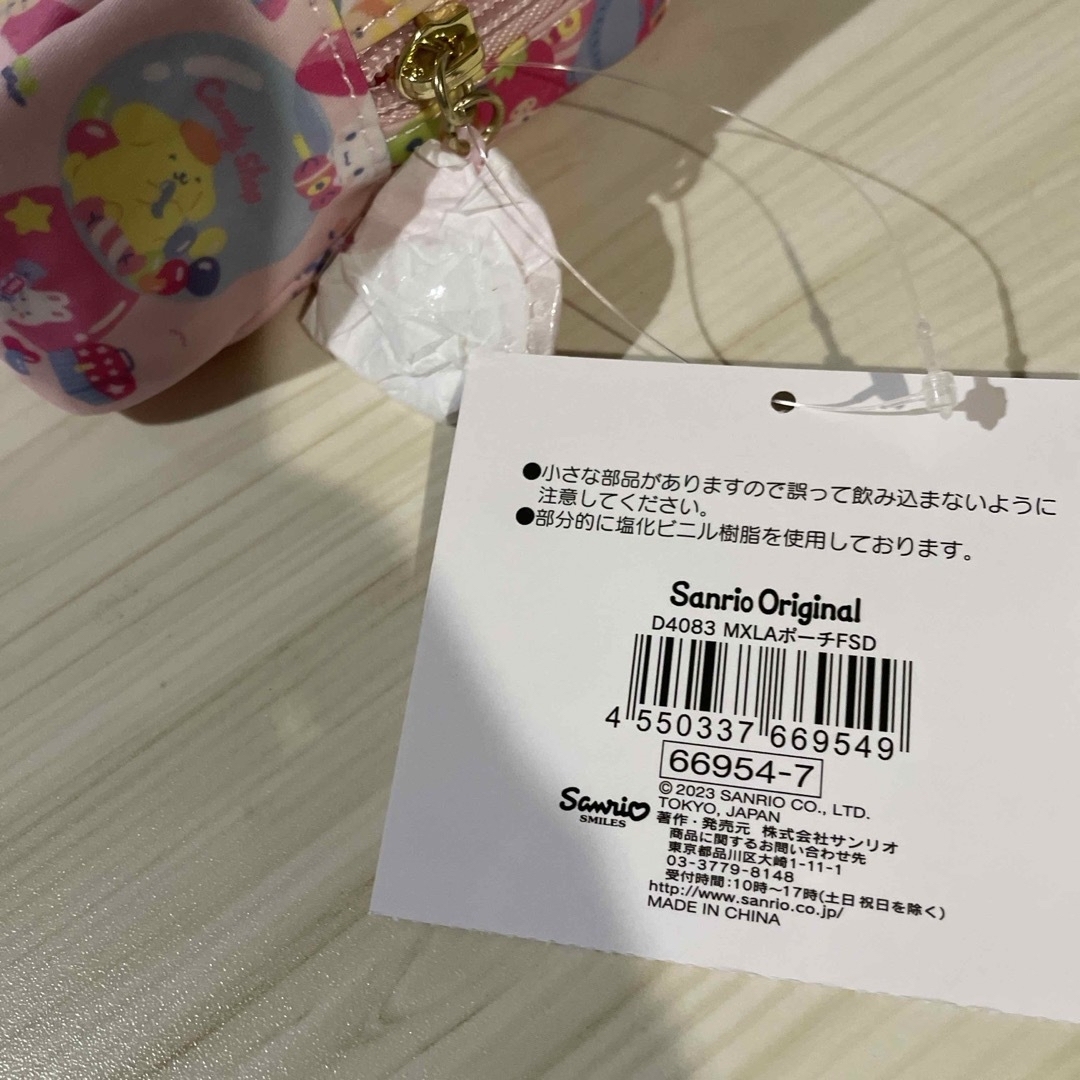 Candy Shop
●小さな部品がありますので誤って飲み込まないように
注意してください。
●部分的に塩化ビニル樹脂を使用しております。
Sanrio Original
D4083 MXLAポーチFSD
4 550337 669549
66954-7
© 2023 SANRIO CO., LTD.
TOKYO, JAPAN
Sanrio
SMILES
著作・発売元 株式会社サンリオ
商品に関するお問い合わせ先
東京都品川区大崎1-11-1
03-3779-8148
受付時間:10時〜17時(土日 祝日を除く)
http://www.sanrio.co.jp/
MADE IN CHINA